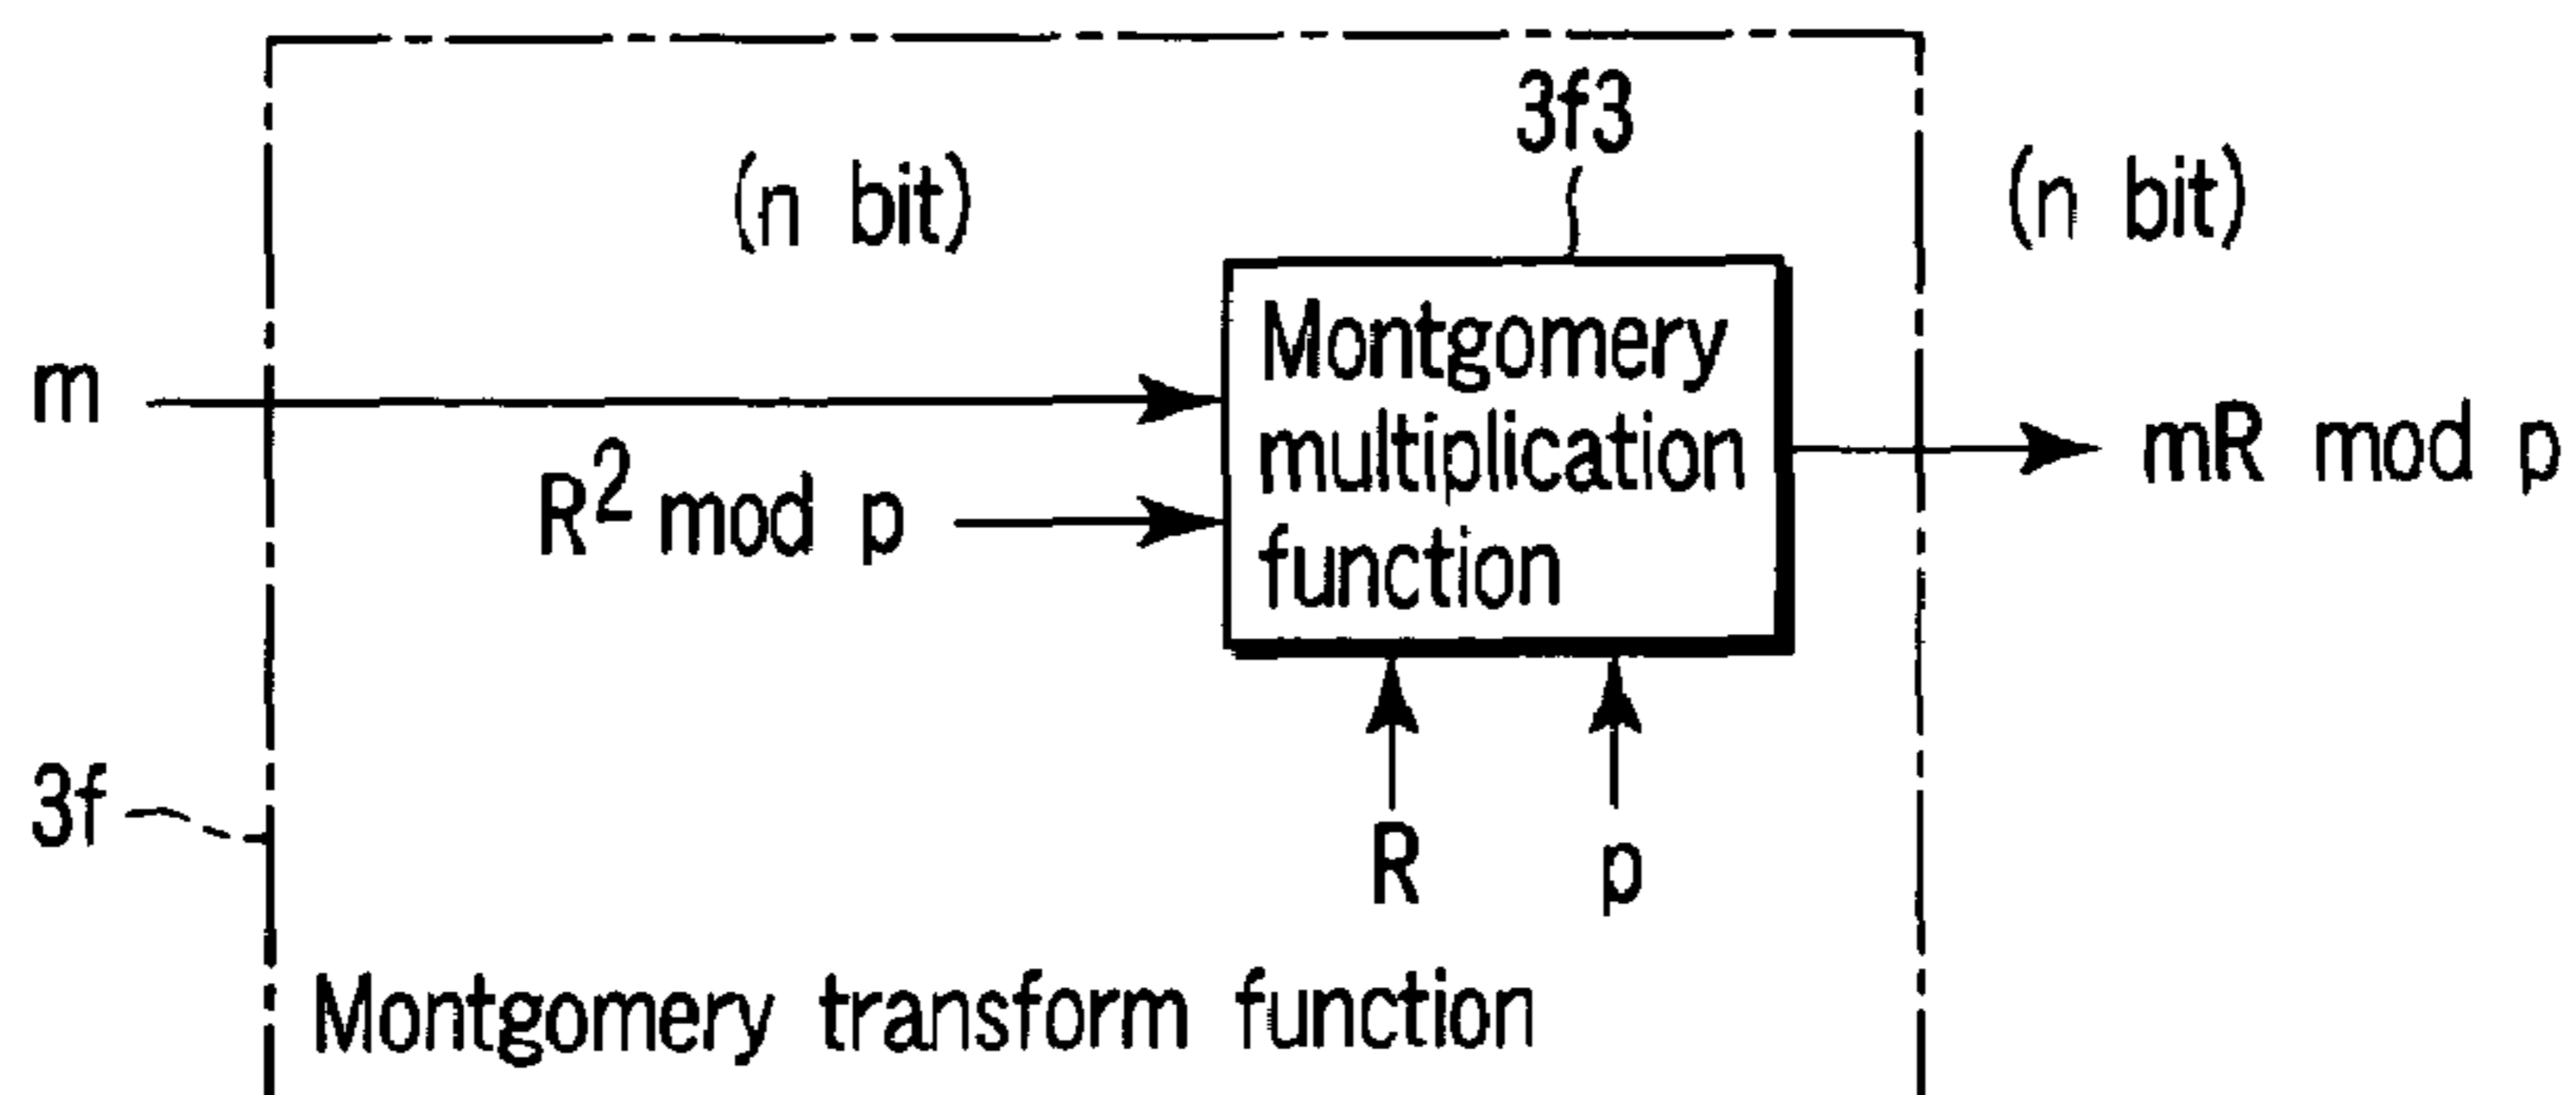 3f3
(n bit)
(n bit)
m
R² mod p
Montgomery
multiplication
function
mR mod p
R
p
3f
Montgomery transform function